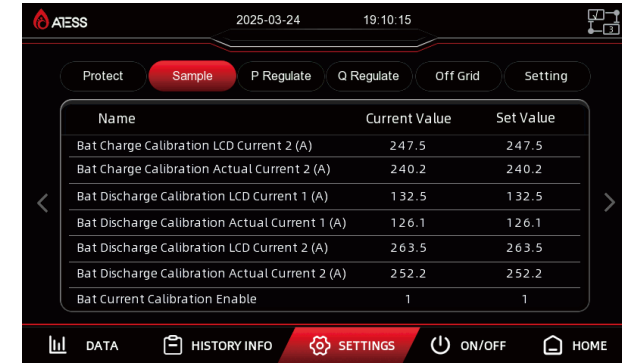 ATESS 2025-03-24 19:10:15
3
Protect Sample P Regulate Q Regulate Off Grid Setting
Name Current Value Set Value
Bat Charge Calibration LCD Current 2 (A) 247.5 247.5
Bat Charge Calibration Actual Current 2 (A) 240.2 240.2
Bat Discharge Calibration LCD Current 1 (A) 132.5 132.5
Bat Discharge Calibration Actual Current 1 (A) 126.1 126.1
Bat Discharge Calibration LCD Current 2 (A) 263.5 263.5
Bat Discharge Calibration Actual Current 2 (A) 252.2 252.2
Bat Current Calibration Enable 1 1
DATA HISTORY INFO SETTINGS ON/OFF HOME